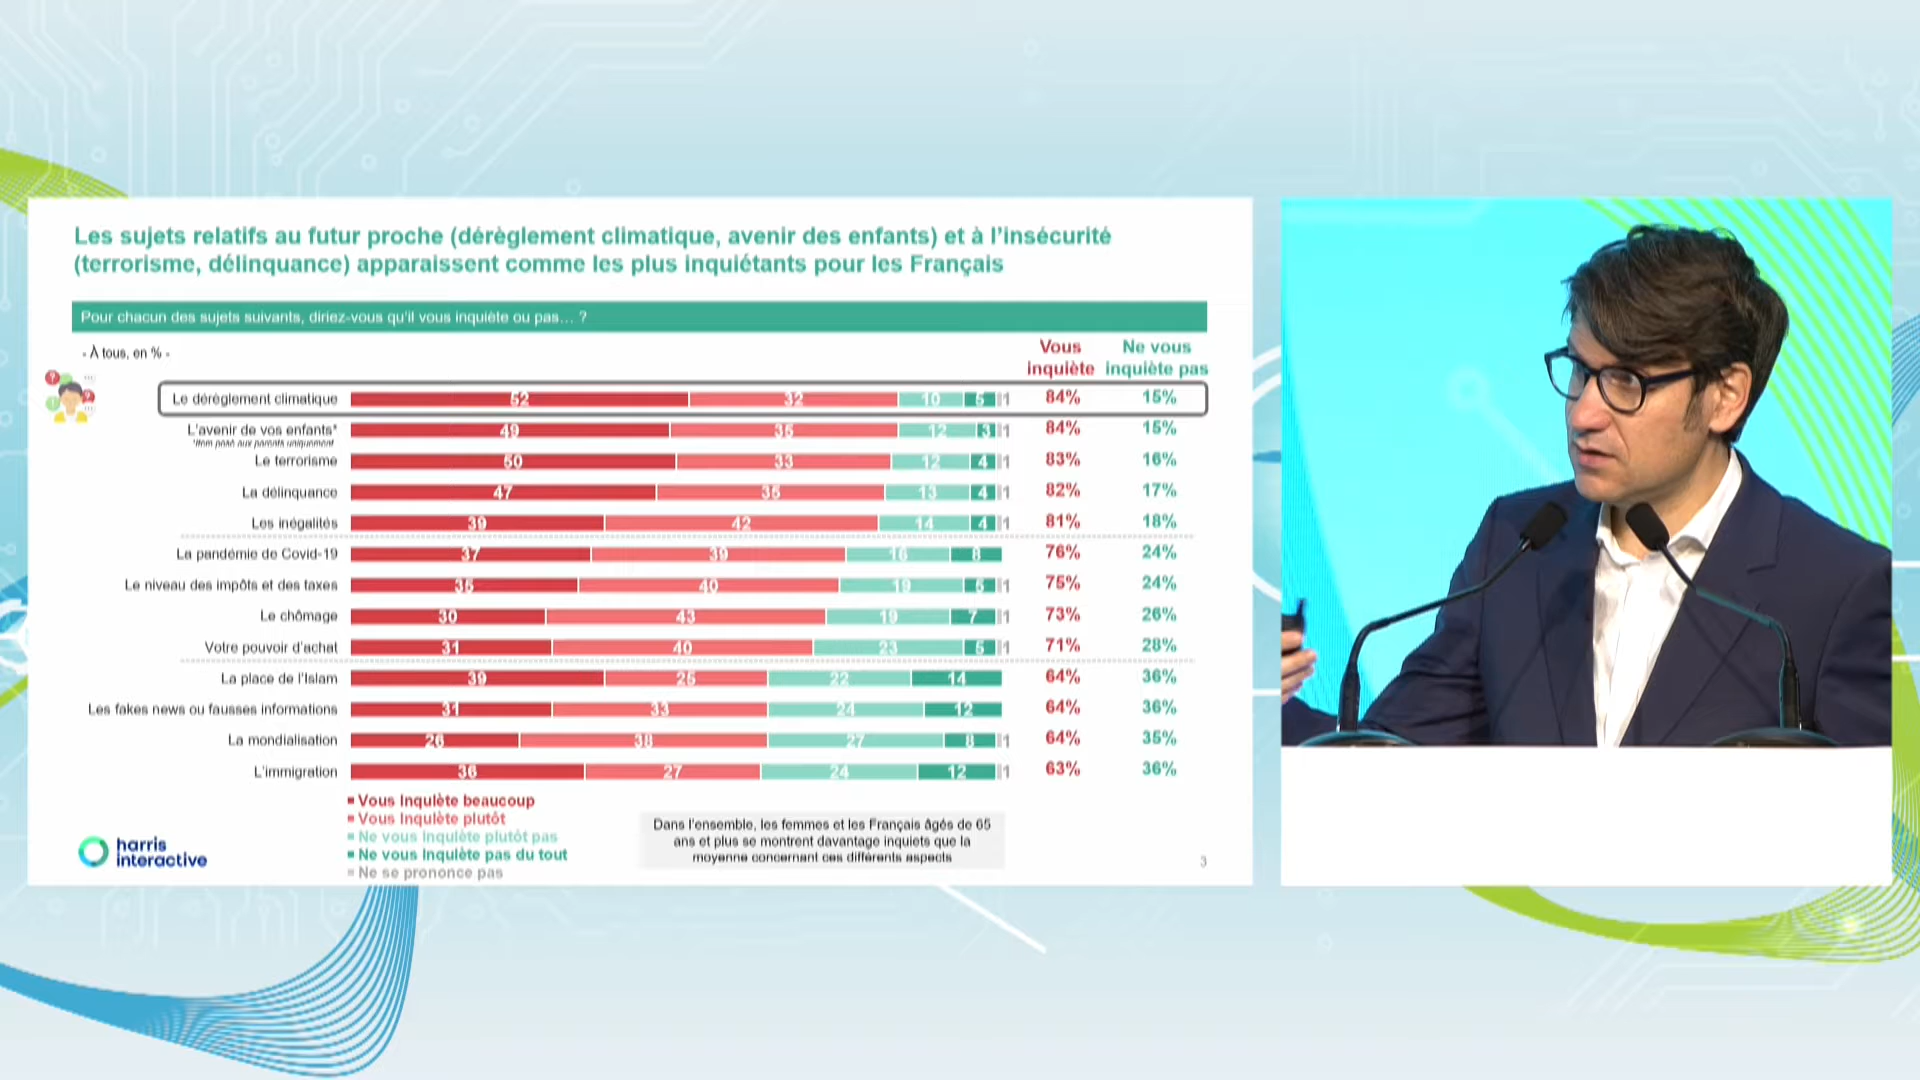 Les sujets relatifs au futur proche (dérèglement climatique, avenir des enfants) et à l'insécurité
(terrorisme, délinquance) apparaissent comme les plus inquiétants pour les Français
Pour chacun des sujets suivants, diriez-vous qu'il vous inquiète ou pas… ?
- À tous, en % -
Vous
inquiète
Ne vous
inquiète pas
Le dérèglement climatique 52 32 10 5 1 84% 15%
L'avenir de vos enfants* 49 35 12 3 1 84% 15%
*Item posé aux parents uniquement
Le terrorisme 50 33 12 4 1 83% 16%
La délinquance 47 35 13 4 1 82% 17%
Les inégalités 39 42 14 4 1 81% 18%
La pandémie de Covid-19 37 39 16 8 76% 24%
Le niveau des impôts et des taxes 35 40 19 5 1 75% 24%
Le chômage 30 43 19 7 1 73% 26%
Votre pouvoir d'achat 31 40 23 5 1 71% 28%
La place de l'Islam 39 25 22 14 64% 36%
Les fakes news ou fausses informations 31 33 24 12 64% 36%
La mondialisation 26 38 27 8 1 64% 35%
L'immigration 36 27 24 12 1 63% 36%
Vous Inquiète beaucoup
Vous Inquiète plutôt
Ne vous Inquiète plutôt pas
Ne vous Inquiète pas du tout
Ne se prononce pas
Dans l'ensemble, les femmes et les Français âgés de 65
ans et plus se montrent davantage inquiets que la
moyenne concernant ces différents aspects
harris
interactive
3